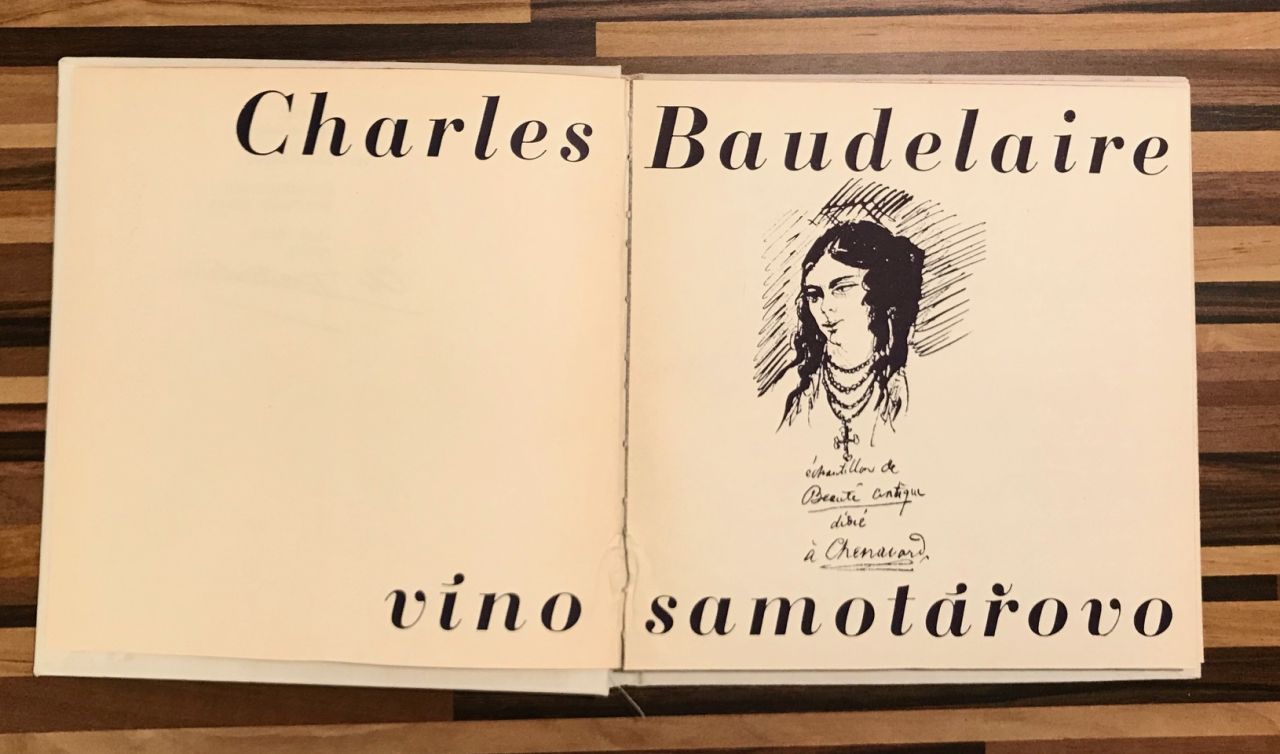 Charles Baudelaire
échantillon de
Beauté antique
dédié
à Chenavard
víno samotářovo